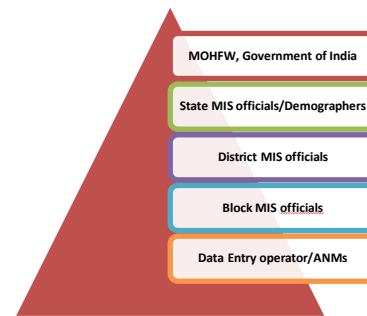 MOHFW, Government of India
State MIS officials/Demographers
District MIS officials
Block MIS officials
Data Entry operator/ANMs